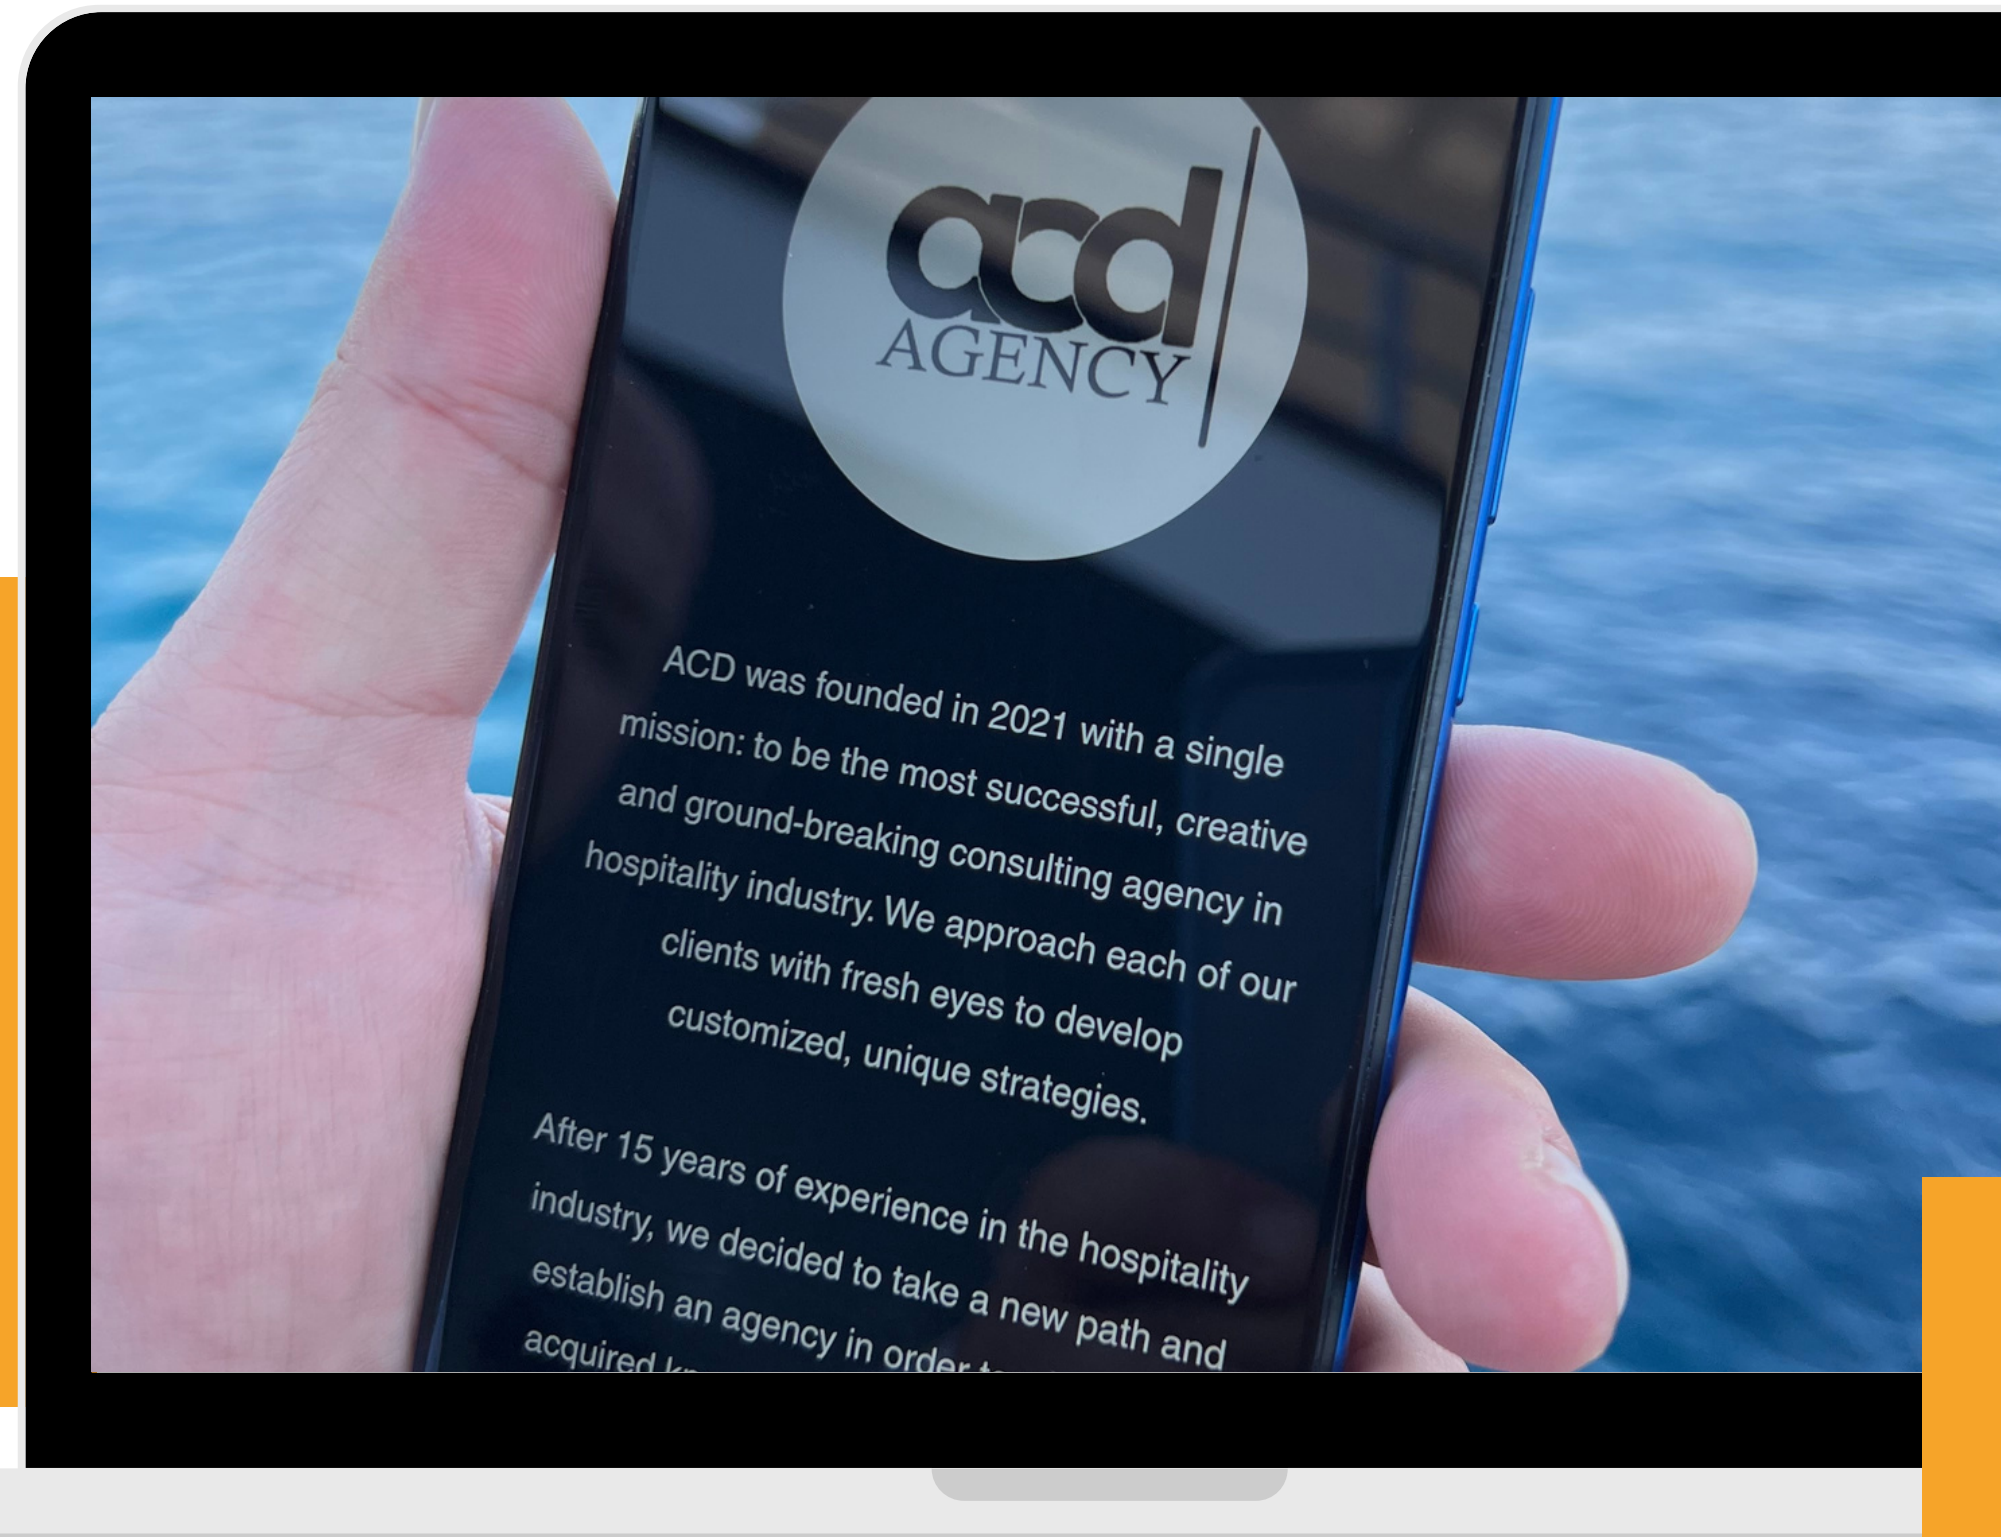 acd
AGENCY
ACD was founded in 2021 with a single
mission: to be the most successful, creative
and ground-breaking consulting agency in
hospitality industry. We approach each of our
clients with fresh eyes to develop
customized, unique strategies.
After 15 years of experience in the hospitality
industry, we decided to take a new path and
establish an agency in order
acquired